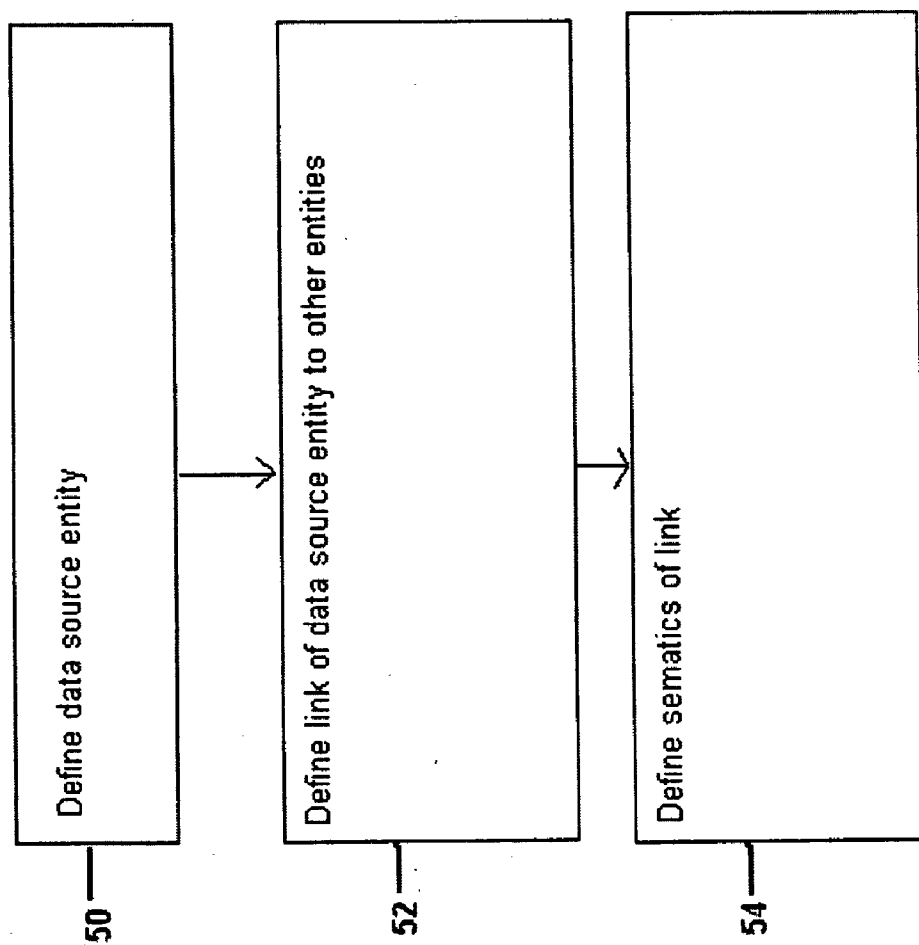 50
Define data source entity
52
Define link of data source entity to other entities
54
Define sematics of link